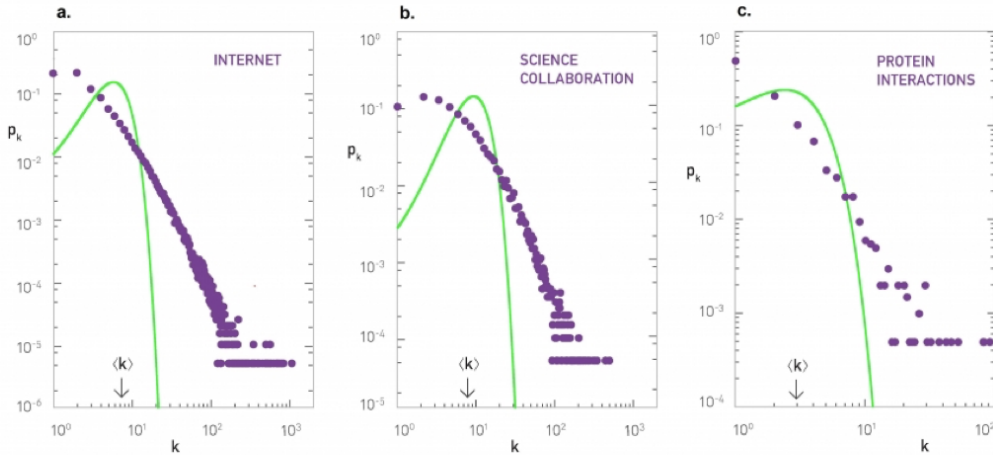 a.
INTERNET
10⁰
10⁻¹
p_k
10⁻²
10⁻³
10⁻⁴
10⁻⁵
10⁻⁶
⟨k⟩
10⁰
10¹
10²
10³
k
b.
SCIENCE
COLLABORATION
10⁰
10⁻¹
p_k
10⁻²
10⁻³
10⁻⁴
10⁻⁵
⟨k⟩
10⁰
10¹
10²
10³
k
c.
PROTEIN
INTERACTIONS
10⁰
10⁻¹
p_k
10⁻²
10⁻³
10⁻⁴
⟨k⟩
10⁰
10¹
10²
k